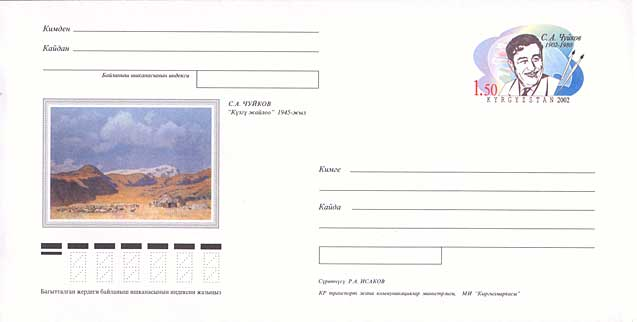 Кимден
Кайдан
Байланыш ишканасынын индекси
С. А. Чуйков
1902-1980
1.50
KYRGYZSTAN 2002
С.А. ЧУЙКОВ
"Күзгү жайлоо" 1945-жыл
Кимге
Кайда
Багытталган жердеги байланыш ишканасынын индексин жазыңыз
Сүрөтчүсү Р.А. ИСАКОВ
КР транспорт жана коммуникациялар министрлиги, МИ "Кыргызмаркасы"